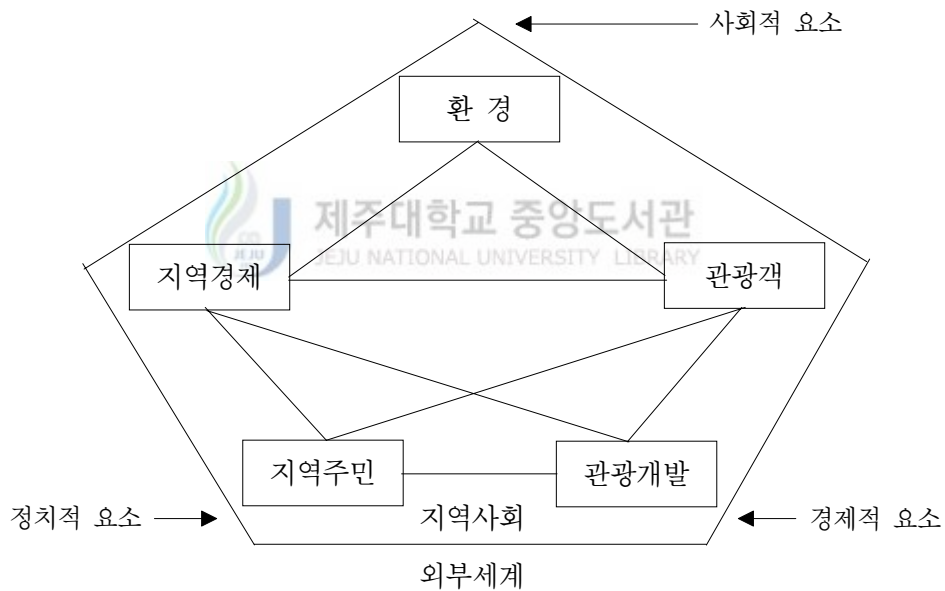 사회적 요소
환 경
제주대학교 중앙도서관
JEJU NATIONAL UNIVERSITY LIBRARY
JEJU
지역경제
관광객
지역주민
관광개발
정치적 요소
지역사회
경제적 요소
외부세계